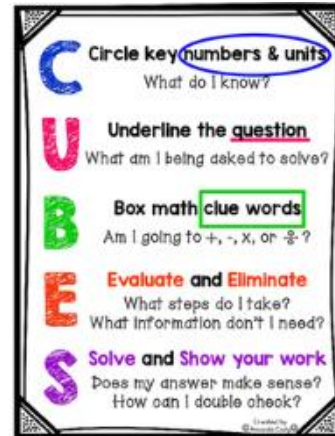 C Circle key numbers & units
What do I know?
U Underline the question
What am I being asked to solve?
B Box math clue words
Am I going to +, -, x, or ÷?
E Evaluate and Eliminate
What steps do I take?
What information don't I need?
S Solve and Show your work
Does my answer make sense?
How can I double check?
Created by